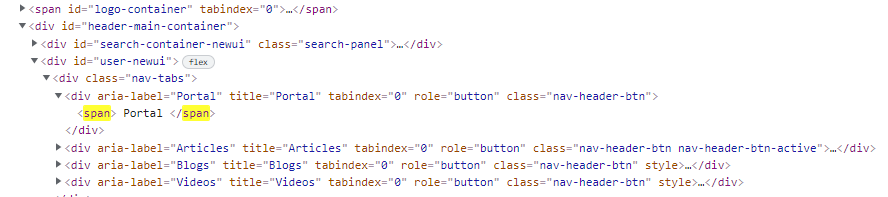 <span id="logo-container" tabindex="0">…</span>
<div id="header-main-container">
<div id="search-container-newui" class="search-panel">…</div>
<div id="user-newui"> flex
<div class="nav-tabs">
<div aria-label="Portal" title="Portal" tabindex="0" role="button" class="nav-header-btn">
<span> Portal </span>
</div>
<div aria-label="Articles" title="Articles" tabindex="0" role="button" class="nav-header-btn nav-header-btn-active">…</div>
<div aria-label="Blogs" title="Blogs" tabindex="0" role="button" class="nav-header-btn" style>…</div>
<div aria-label="Videos" title="Videos" tabindex="0" role="button" class="nav-header-btn" style>…</div>